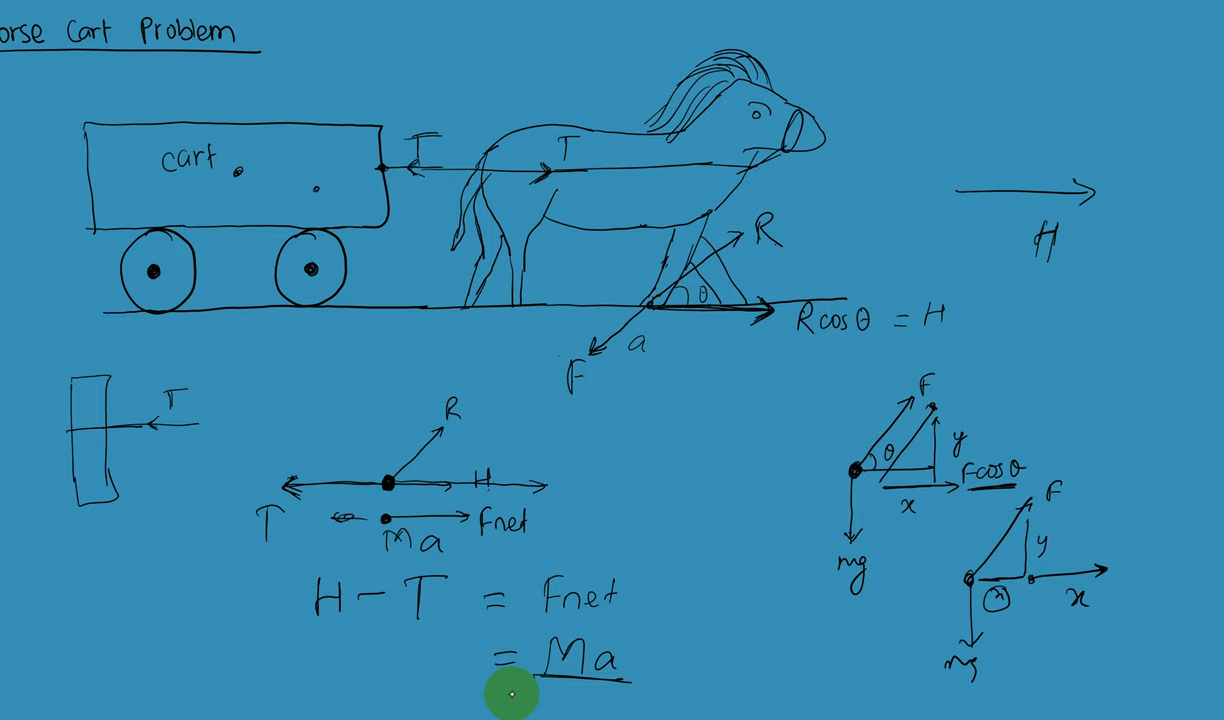 orse Cart Problem
cart
T
T
R
H
θ
R cos θ = H
a
F
T
R
H
T
Fnet
Ma
H - T = Fnet
= Ma
F
θ
y
F cos θ
x
mg
F
y
x
x
mg